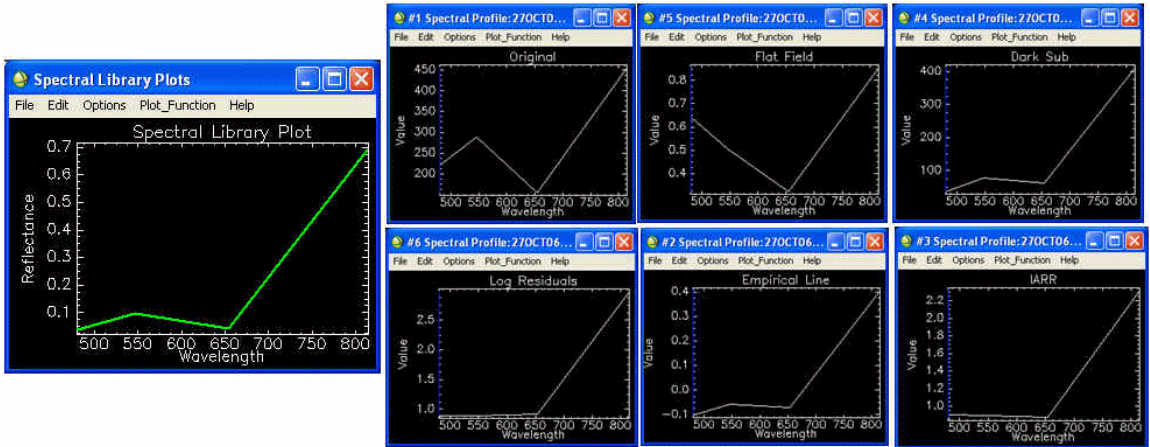 Spectral Library Plots
File Edit Options Plot_Function Help
Spectral Library Plot
0.7
0.6
0.5
0.4
0.3
0.2
0.1
Reflectance
500 550 600 650 700 750 800
Wavelength
#1 Spectral Profile:27OCT0...
File Edit Options Plot_Function Help
Original
450
400
350
300
250
200
Value
500 550 600 650 700 750 800
Wavelength
#5 Spectral Profile:27OCT0...
File Edit Options Plot_Function Help
Flat Field
0.8
0.7
0.6
0.5
0.4
Value
500 550 600 650 700 750 800
Wavelength
#4 Spectral Profile:27OCT0...
File Edit Options Plot_Function Help
Dark Sub
400
300
200
100
Value
500 550 600 650 700 750 800
Wavelength
#6 Spectral Profile:27OCT06...
File Edit Options Plot_Function Help
Log Residuals
2.5
2.0
1.5
1.0
Value
500 550 600 650 700 750 800
Wavelength
#2 Spectral Profile:27OCT06...
File Edit Options Plot_Function Help
Empirical Line
0.4
0.3
0.2
0.1
0.0
-0.1
Value
500 550 600 650 700 750 800
Wavelength
#3 Spectral Profile:27OCT06...
File Edit Options Plot_Function Help
IARR
2.2
2.0
1.8
1.6
1.4
1.2
1.0
Value
500 550 600 650 700 750 800
Wavelength